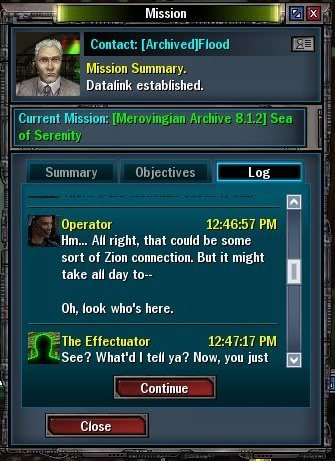 Mission
Contact: [Archived]Flood
Mission Summary.
Datalink established.
Current Mission: [Merovingian Archive 8.1.2] Sea
of Serenity
Summary
Objectives
Log
Operator 12:46:57 PM
Hm... All right, that could be some
sort of Zion connection. But it might
take all day to--
Oh, look who's here.
The Effectuator 12:47:17 PM
See? What'd I tell ya? Now, you just
Continue
Close